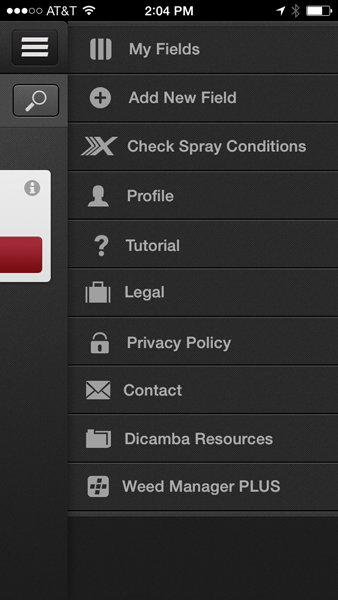 AT&T 2:04 PM
My Fields
Add New Field
Check Spray Conditions
Profile
Tutorial
Legal
Privacy Policy
Contact
Dicamba Resources
Weed Manager PLUS